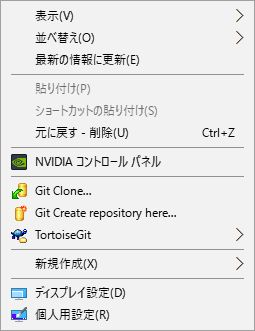 表示(V)
並べ替え(O)
最新の情報に更新(E)
貼り付け(P)
ショートカットの貼り付け(S)
元に戻す - 削除(U) Ctrl+Z
NVIDIA コントロール パネル
Git Clone...
Git Create repository here...
TortoiseGit
新規作成(X)
ディスプレイ設定(D)
個人用設定(R)